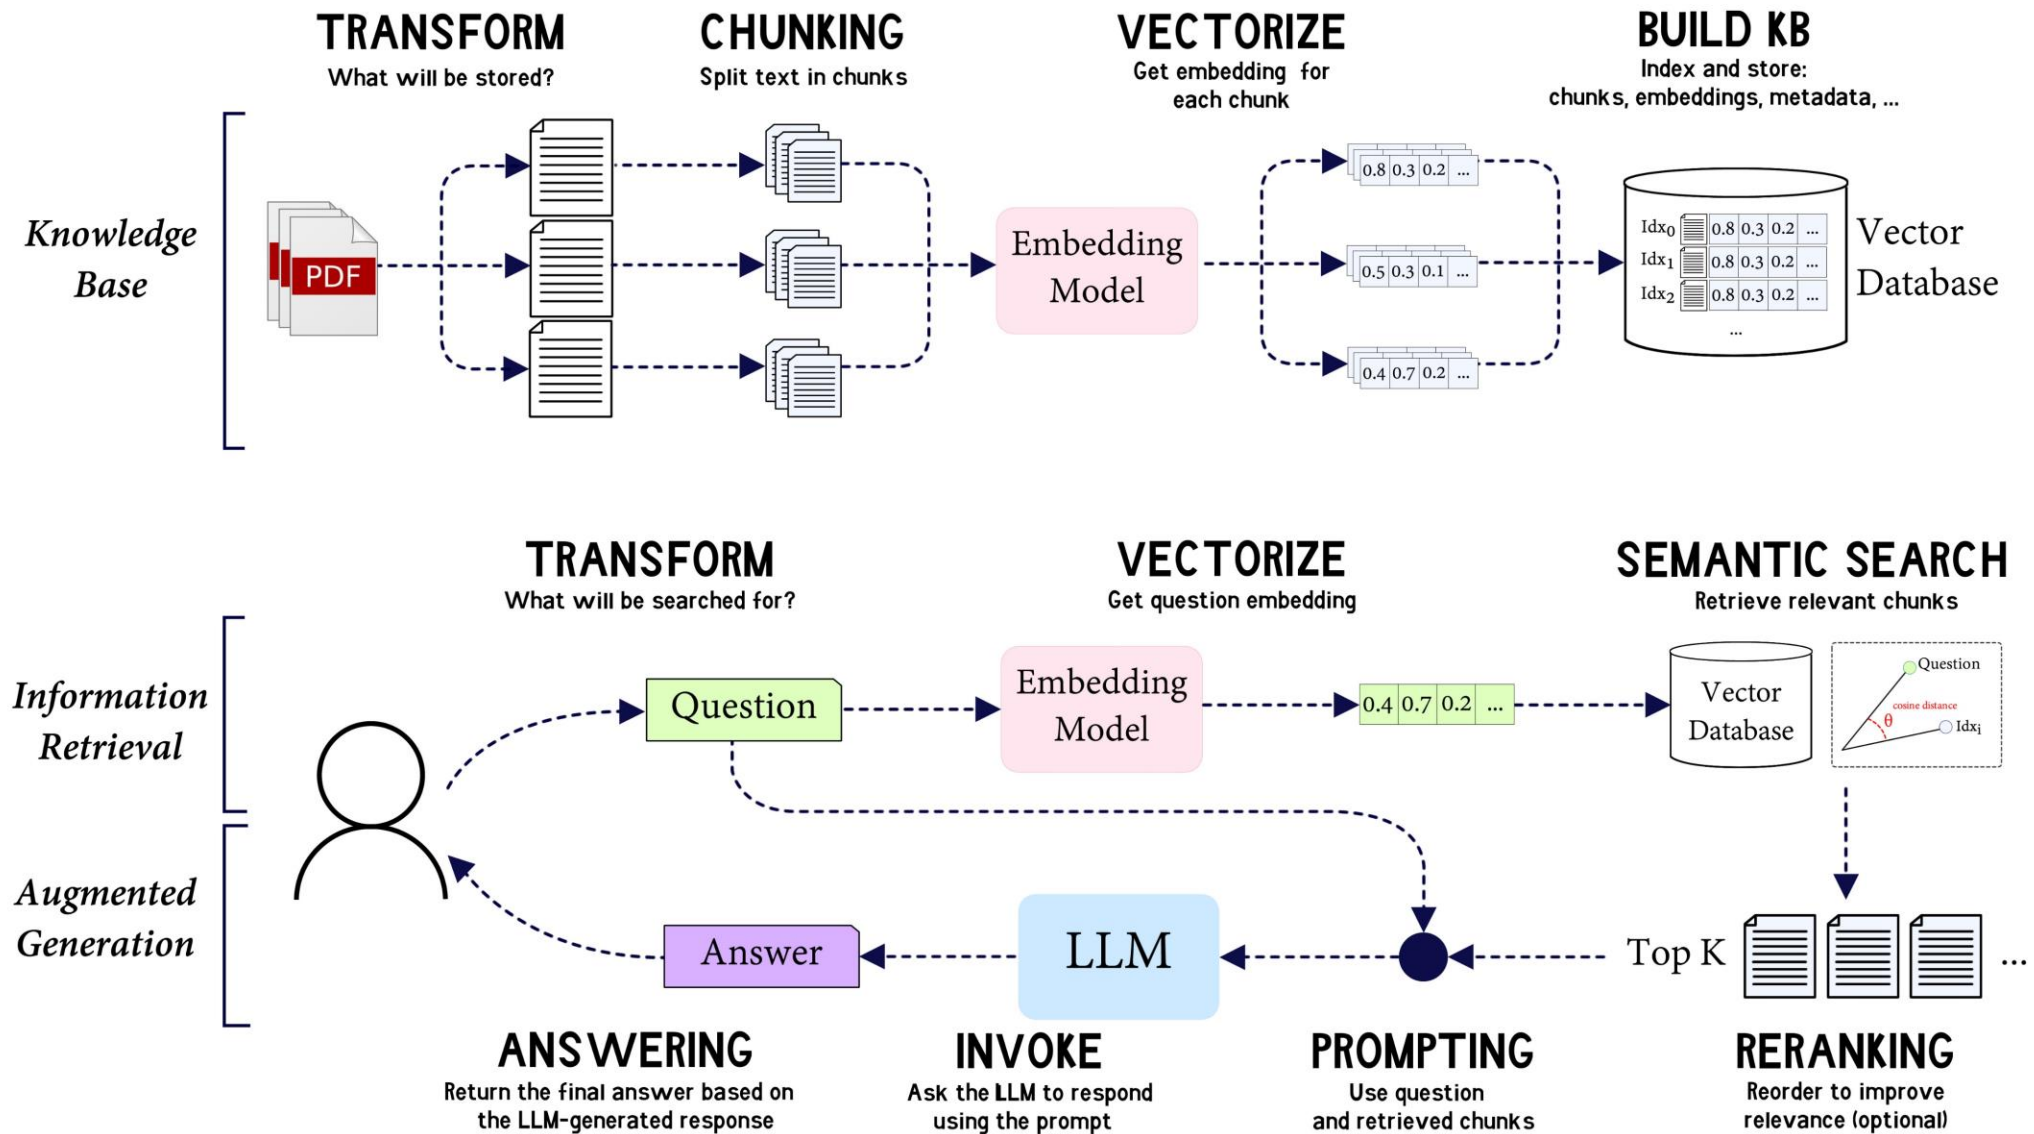 TRANSFORM
What will be stored?
CHUNKING
Split text in chunks
VECTORIZE
Get embedding for
each chunk
BUILD KB
Index and store:
chunks, embeddings, metadata, ...
Knowledge
Base
PDF
Embedding
Model
0.8 0.3 0.2 ...
0.5 0.3 0.1 ...
0.4 0.7 0.2 ...
Idx0 0.8 0.3 0.2 ...
Idx1 0.8 0.3 0.2 ...
Idx2 0.8 0.3 0.2 ...
...
Vector
Database
TRANSFORM
What will be searched for?
VECTORIZE
Get question embedding
SEMANTIC SEARCH
Retrieve relevant chunks
Information
Retrieval
Question
Embedding
Model
0.4 0.7 0.2 ...
Vector
Database
Question
cosine distance
θ
Idxi
Augmented
Generation
Answer
LLM
Top K
...
ANSWERING
Return the final answer based on
the LLM-generated response
INVOKE
Ask the LLM to respond
using the prompt
PROMPTING
Use question
and retrieved chunks
RERANKING
Reorder to improve
relevance (optional)